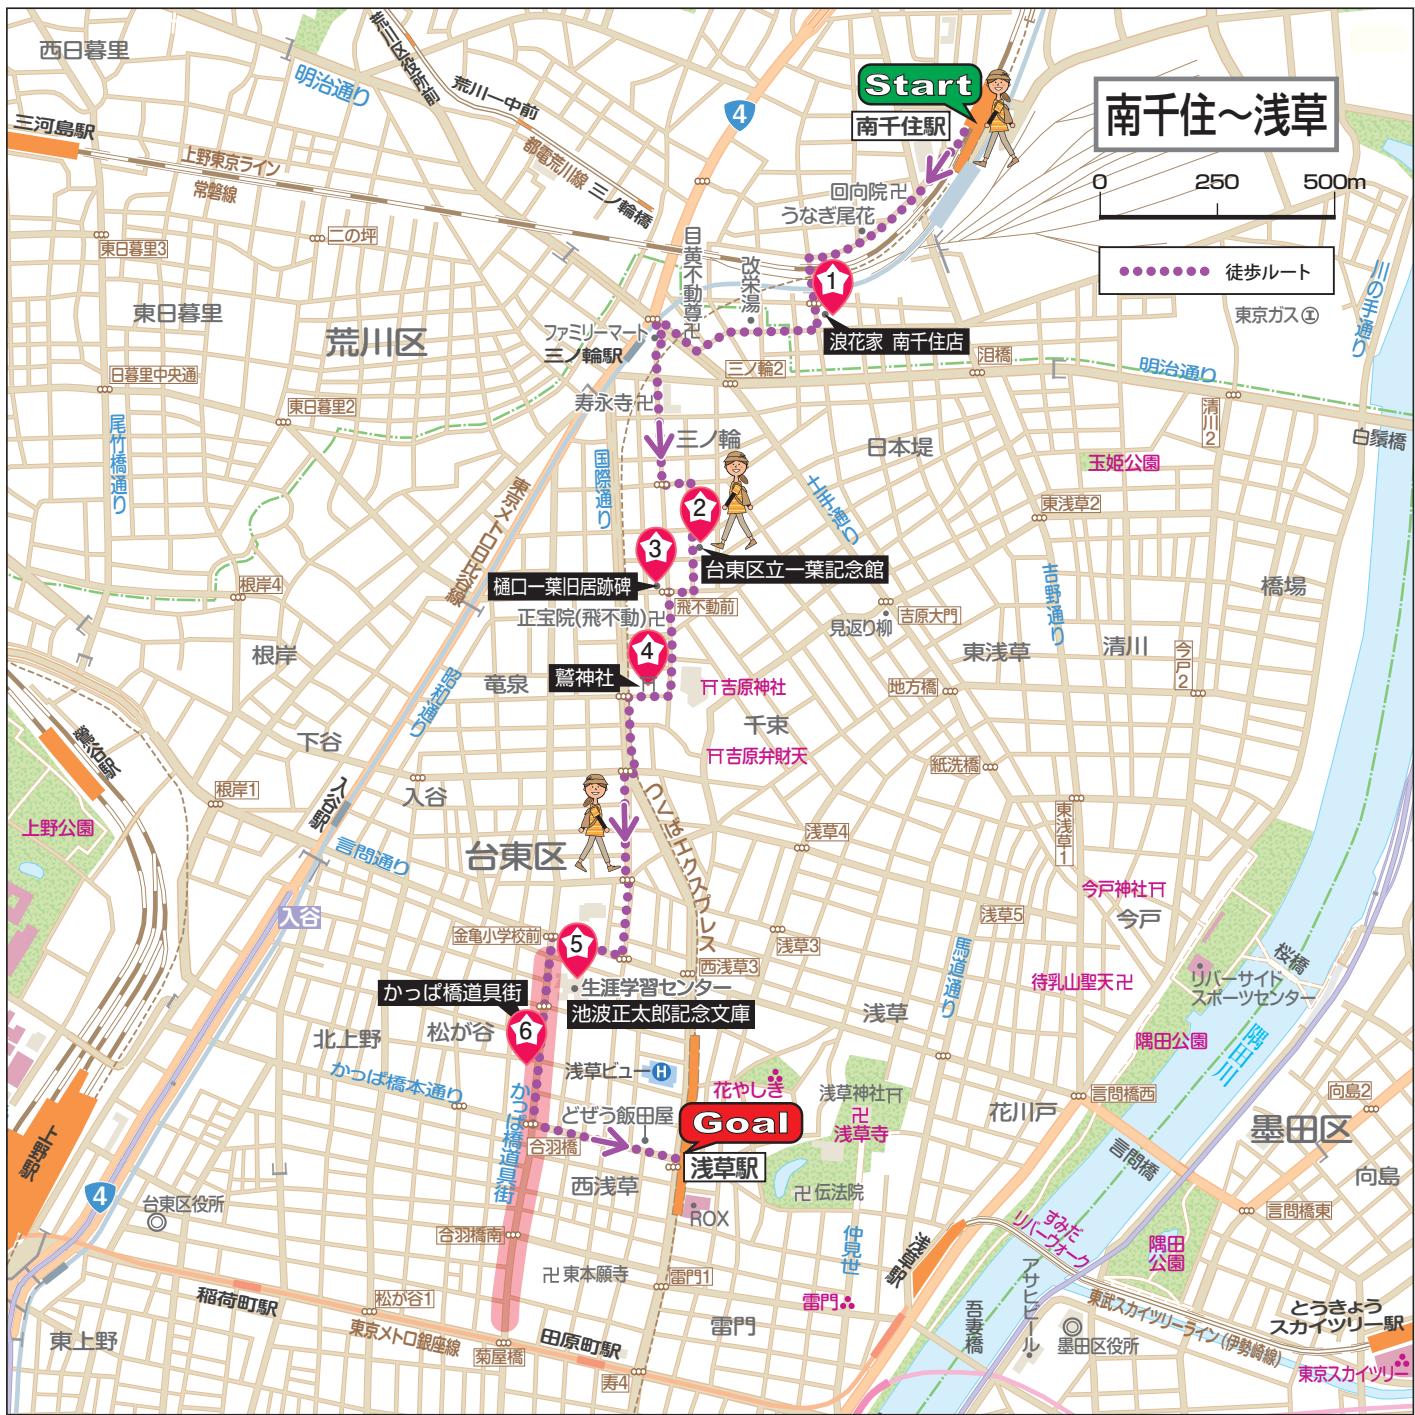 南千住〜浅草
0 250 500m
徒歩ルート
Start
南千住駅
西日暮里
明治通り
荒川区役所前
荒川一中前
都電荒川線
三ノ輪橋
4
三河島駅
上野東京ライン
常磐線
回向院卍
うなぎ尾花
目黄不動尊卍
改栄湯
1
浪花家 南千住店
東京ガス
川の手通り
東日暮里3
二の坪
東日暮里
荒川区
ファミリーマート
三ノ輪駅
三ノ輪2
泪橋
明治通り
日暮里中央通
東日暮里2
尾竹橋通り
寿永寺卍
三ノ輪
日本堤
清川2
白鬚橋
玉姫公園
国際通り
東京メトロ日比谷線
土手通り
東浅草2
2
台東区立一葉記念館
3
樋口一葉旧居跡碑
飛不動前
正宝院(飛不動)卍
根岸4
吉野通り
橋場
吉原大門
見返り柳
東浅草
清川
今戸2
根岸
4
鷲神社
竜泉
吉原神社
地方橋
千束
吉原弁財天
昭和通り
下谷
鶯谷駅
紙洗橋
根岸1
入谷駅
入谷
上野公園
言問通り
台東区
つくばエクスプレス
浅草4
東浅草1
今戸神社
今戸
入谷
金亀小学校前
5
生涯学習センター
池波正太郎記念文庫
西浅草3
浅草3
浅草5
馬道通り
待乳山聖天卍
桜橋
リバーサイド
スポーツセンター
かっぱ橋道具街
6
北上野
松が谷
浅草
隅田公園
隅田川
かっぱ橋本通り
浅草ビュー
H
花やしき
浅草神社
卍
浅草寺
どぜう飯田屋
かっぱ橋道具街
合羽橋
Goal
浅草駅
花川戸
言問橋西
向島2
墨田区
言問橋
向島
上野駅
4
台東区役所
西浅草
卍伝法院
ROX
仲見世
合羽橋南
言問橋東
すみだ
リバーウォーク
隅田
公園
浅草駅
卍東本願寺
雷門1
雷門
アサヒビール
稲荷町駅
松が谷1
東上野
東京メトロ銀座線
菊屋橋
田原町駅
寿4
雷門
吾妻橋
墨田区役所
東武スカイツリーライン(伊勢崎線)
とうきょう
スカイツリー駅
東京スカイツリー